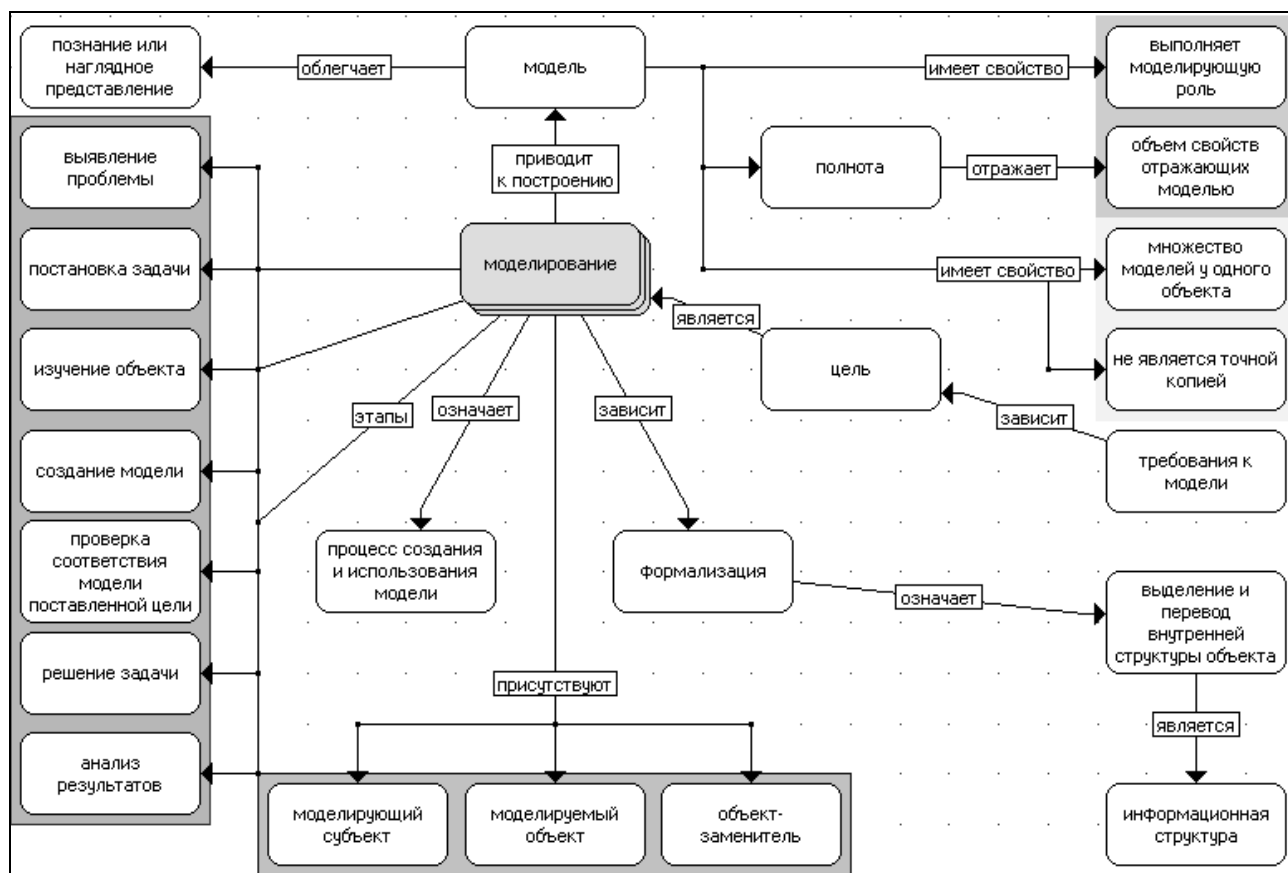 познание или
наглядное
представление
облегчает
модель
имеет свойство
выполняет
моделирующую
роль
выявление
проблемы
приводит
к построению
полнота
отражает
объем свойств
отражающих
моделью
постановка задачи
моделирование
имеет свойство
множество
моделей у одного
объекта
является
изучение объекта
цель
не является точной
копией
этапы
означает
зависит
зависит
создание модели
требования к
модели
проверка
соответствия
модели
поставленной цели
процесс создания
и использования
модели
формализация
означает
выделение и
перевод
внутренней
структуры объекта
решение задачи
присутствуют
является
анализ
результатов
моделирующий
субъект
моделируемый
объект
объект-
заменитель
информационная
структура